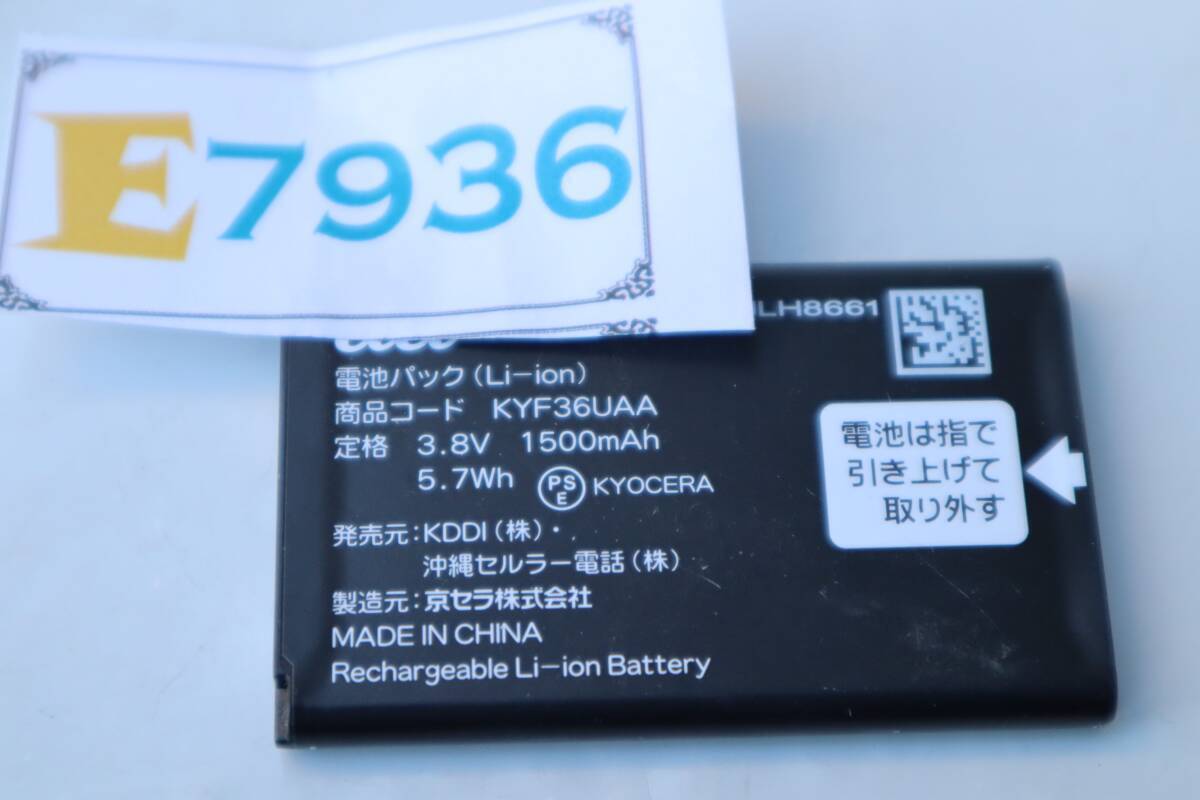 E7936
LH8661
電池パック（Li-ion）
商品コード KYF36UAA
定格 3.8V 1500mAh
5.7Wh PSE KYOCERA
発売元：KDDI（株）・
沖縄セルラー電話（株）
製造元：京セラ株式会社
MADE IN CHINA
Rechargeable Li-ion Battery
電池は指で
引き上げて
取り外す